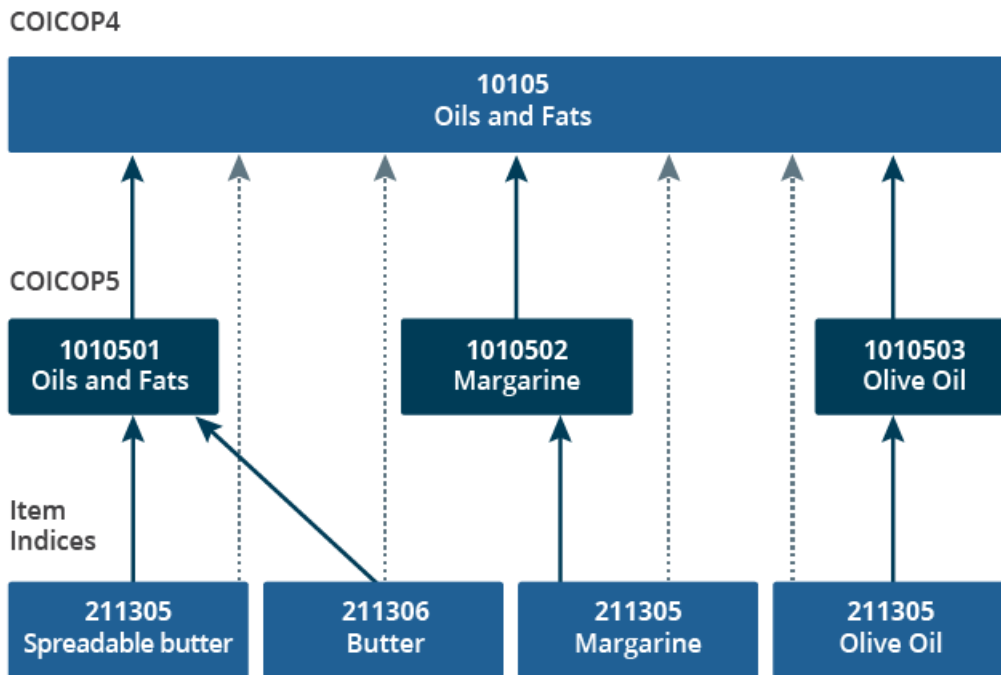 COICOP4
10105
Oils and Fats
COICOP5
1010501
Oils and Fats
1010502
Margarine
1010503
Olive Oil
Item
Indices
211305
Spreadable butter
211306
Butter
211305
Margarine
211305
Olive Oil